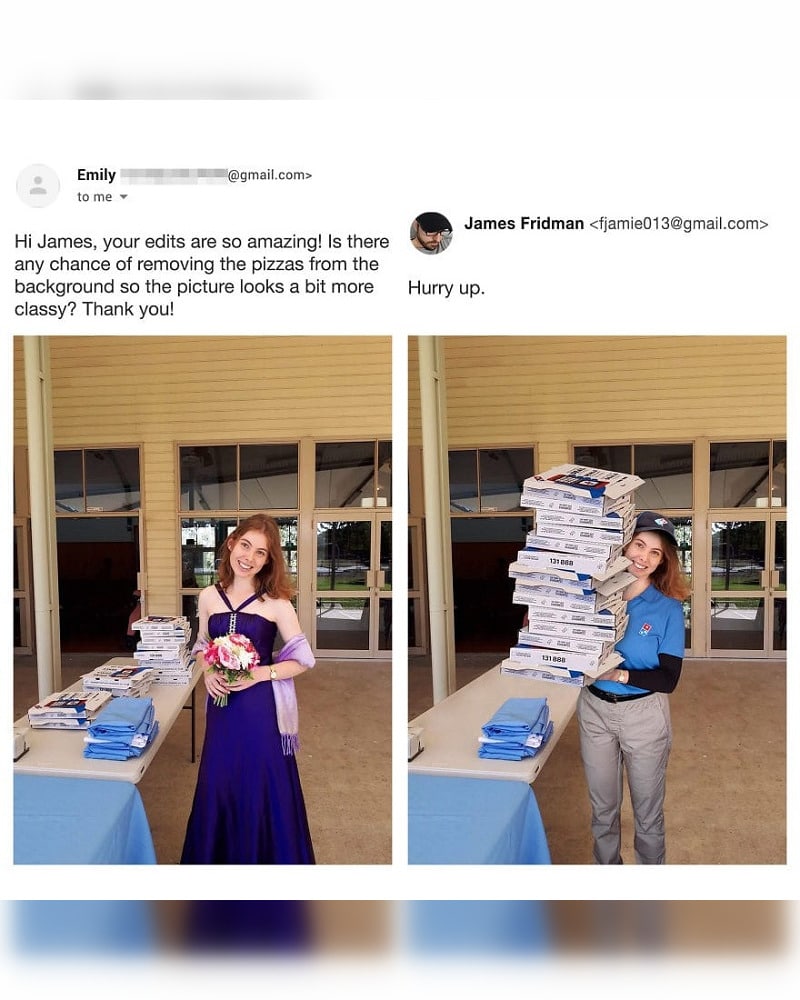 Emily @gmail.com>
to me
Hi James, your edits are so amazing! Is there
any chance of removing the pizzas from the
background so the picture looks a bit more
classy? Thank you!
James Fridman <fjamie013@gmail.com>
Hurry up.
131 888
131 888